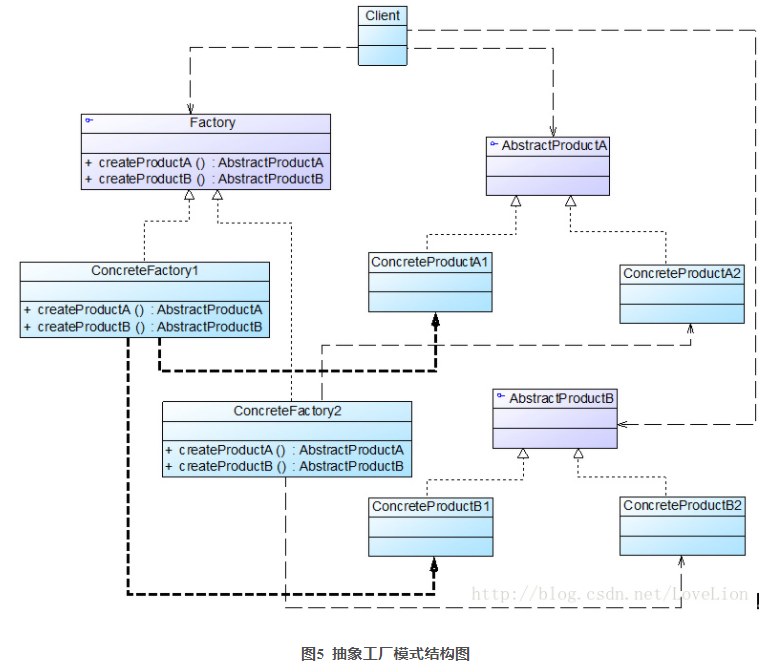 Client
Factory
+ createProductA () : AbstractProductA
+ createProductB () : AbstractProductB
AbstractProductA
ConcreteFactory1
+ createProductA () : AbstractProductA
+ createProductB () : AbstractProductB
ConcreteProductA1
ConcreteProductA2
ConcreteFactory2
+ createProductA () : AbstractProductA
+ createProductB () : AbstractProductB
AbstractProductB
ConcreteProductB1
ConcreteProductB2
http://blog.csdn.net/LoveLion
图5 抽象工厂模式结构图